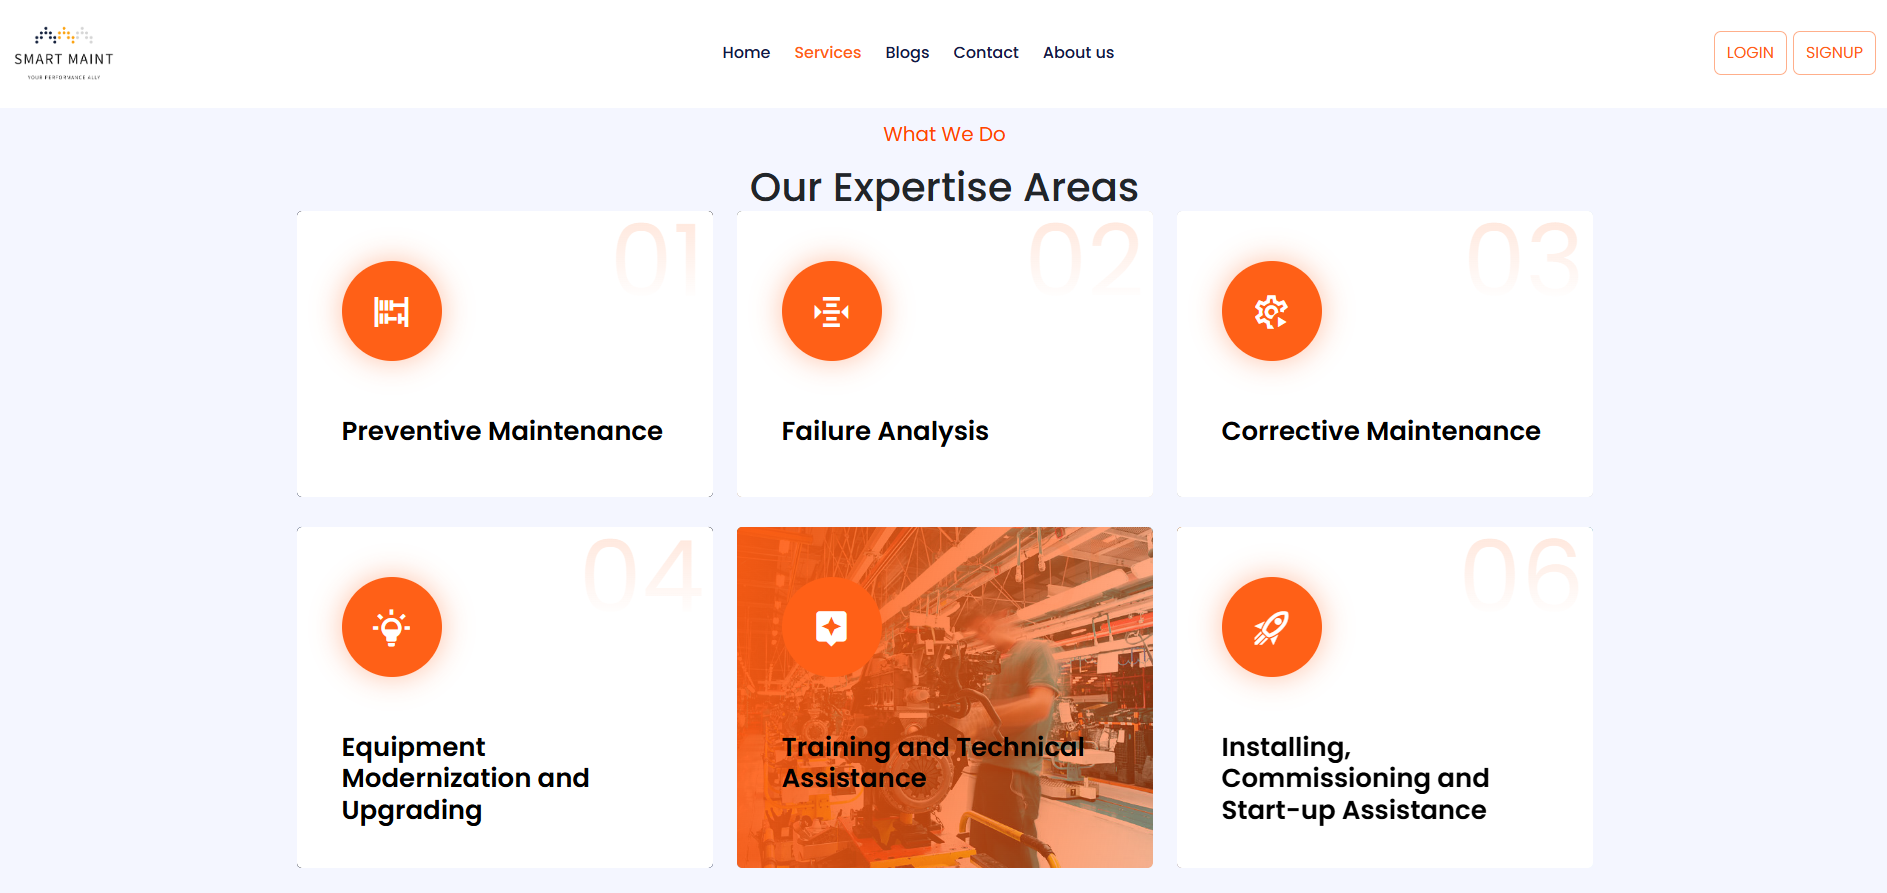 SMART MAINT
YOUR PERFORMANCE ALLY
Home
Services
Blogs
Contact
About us
LOGIN
SIGNUP
What We Do
Our Expertise Areas
01
Preventive Maintenance
02
Failure Analysis
03
Corrective Maintenance
04
Equipment
Modernization and
Upgrading
Training and Technical
Assistance
06
Installing,
Commissioning and
Start-up Assistance